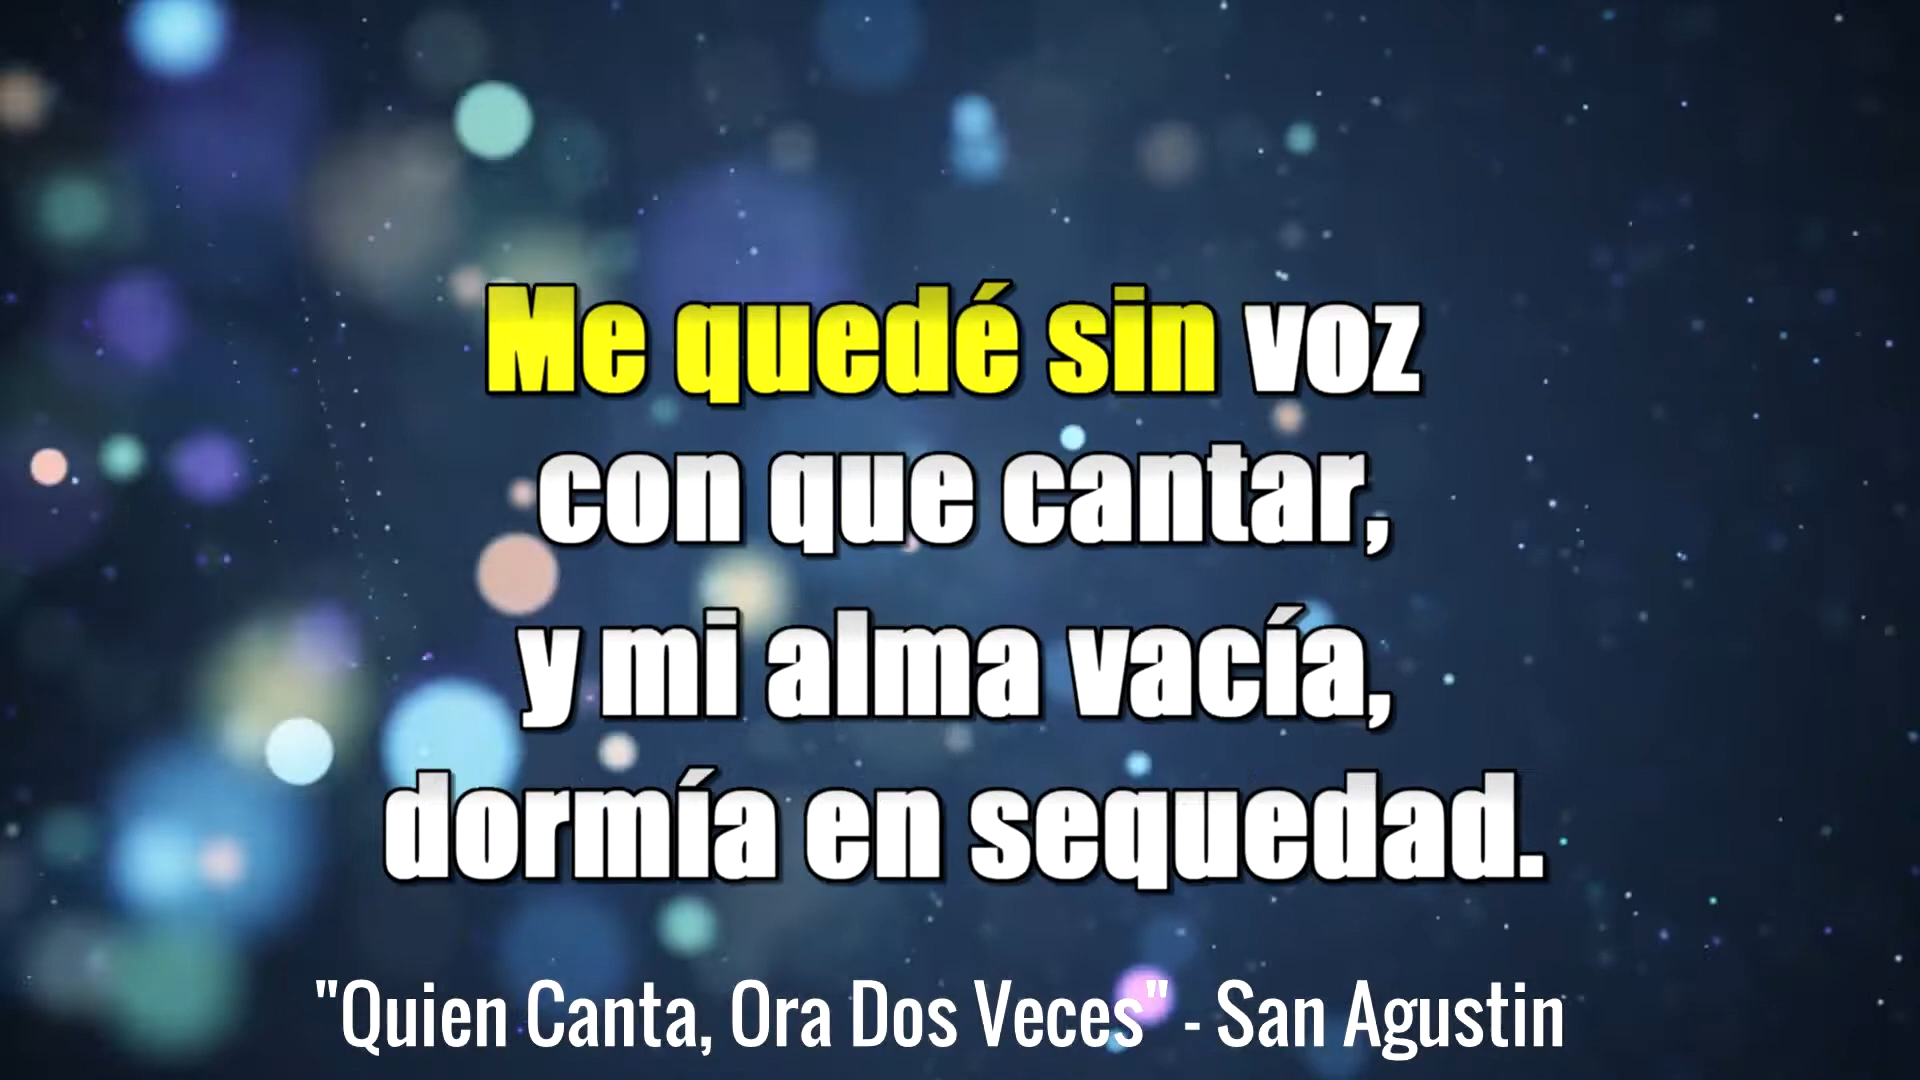 Me quedé sin voz
con que cantar,
y mi alma vacía,
dormía en sequedad.
"Quien Canta, Ora Dos Veces" - San Agustin